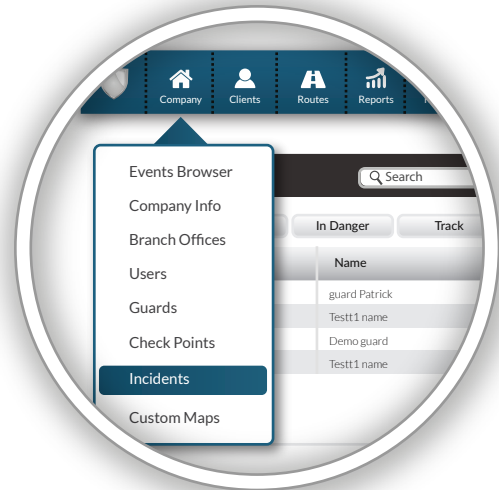 Company Clients Routes Reports
Search
Events Browser
Company Info
Branch Offices
Users
Guards
Check Points
Incidents
Custom Maps
In Danger Track
Name
guard Patrick
Testt1 name
Demo guard
Testt1 name